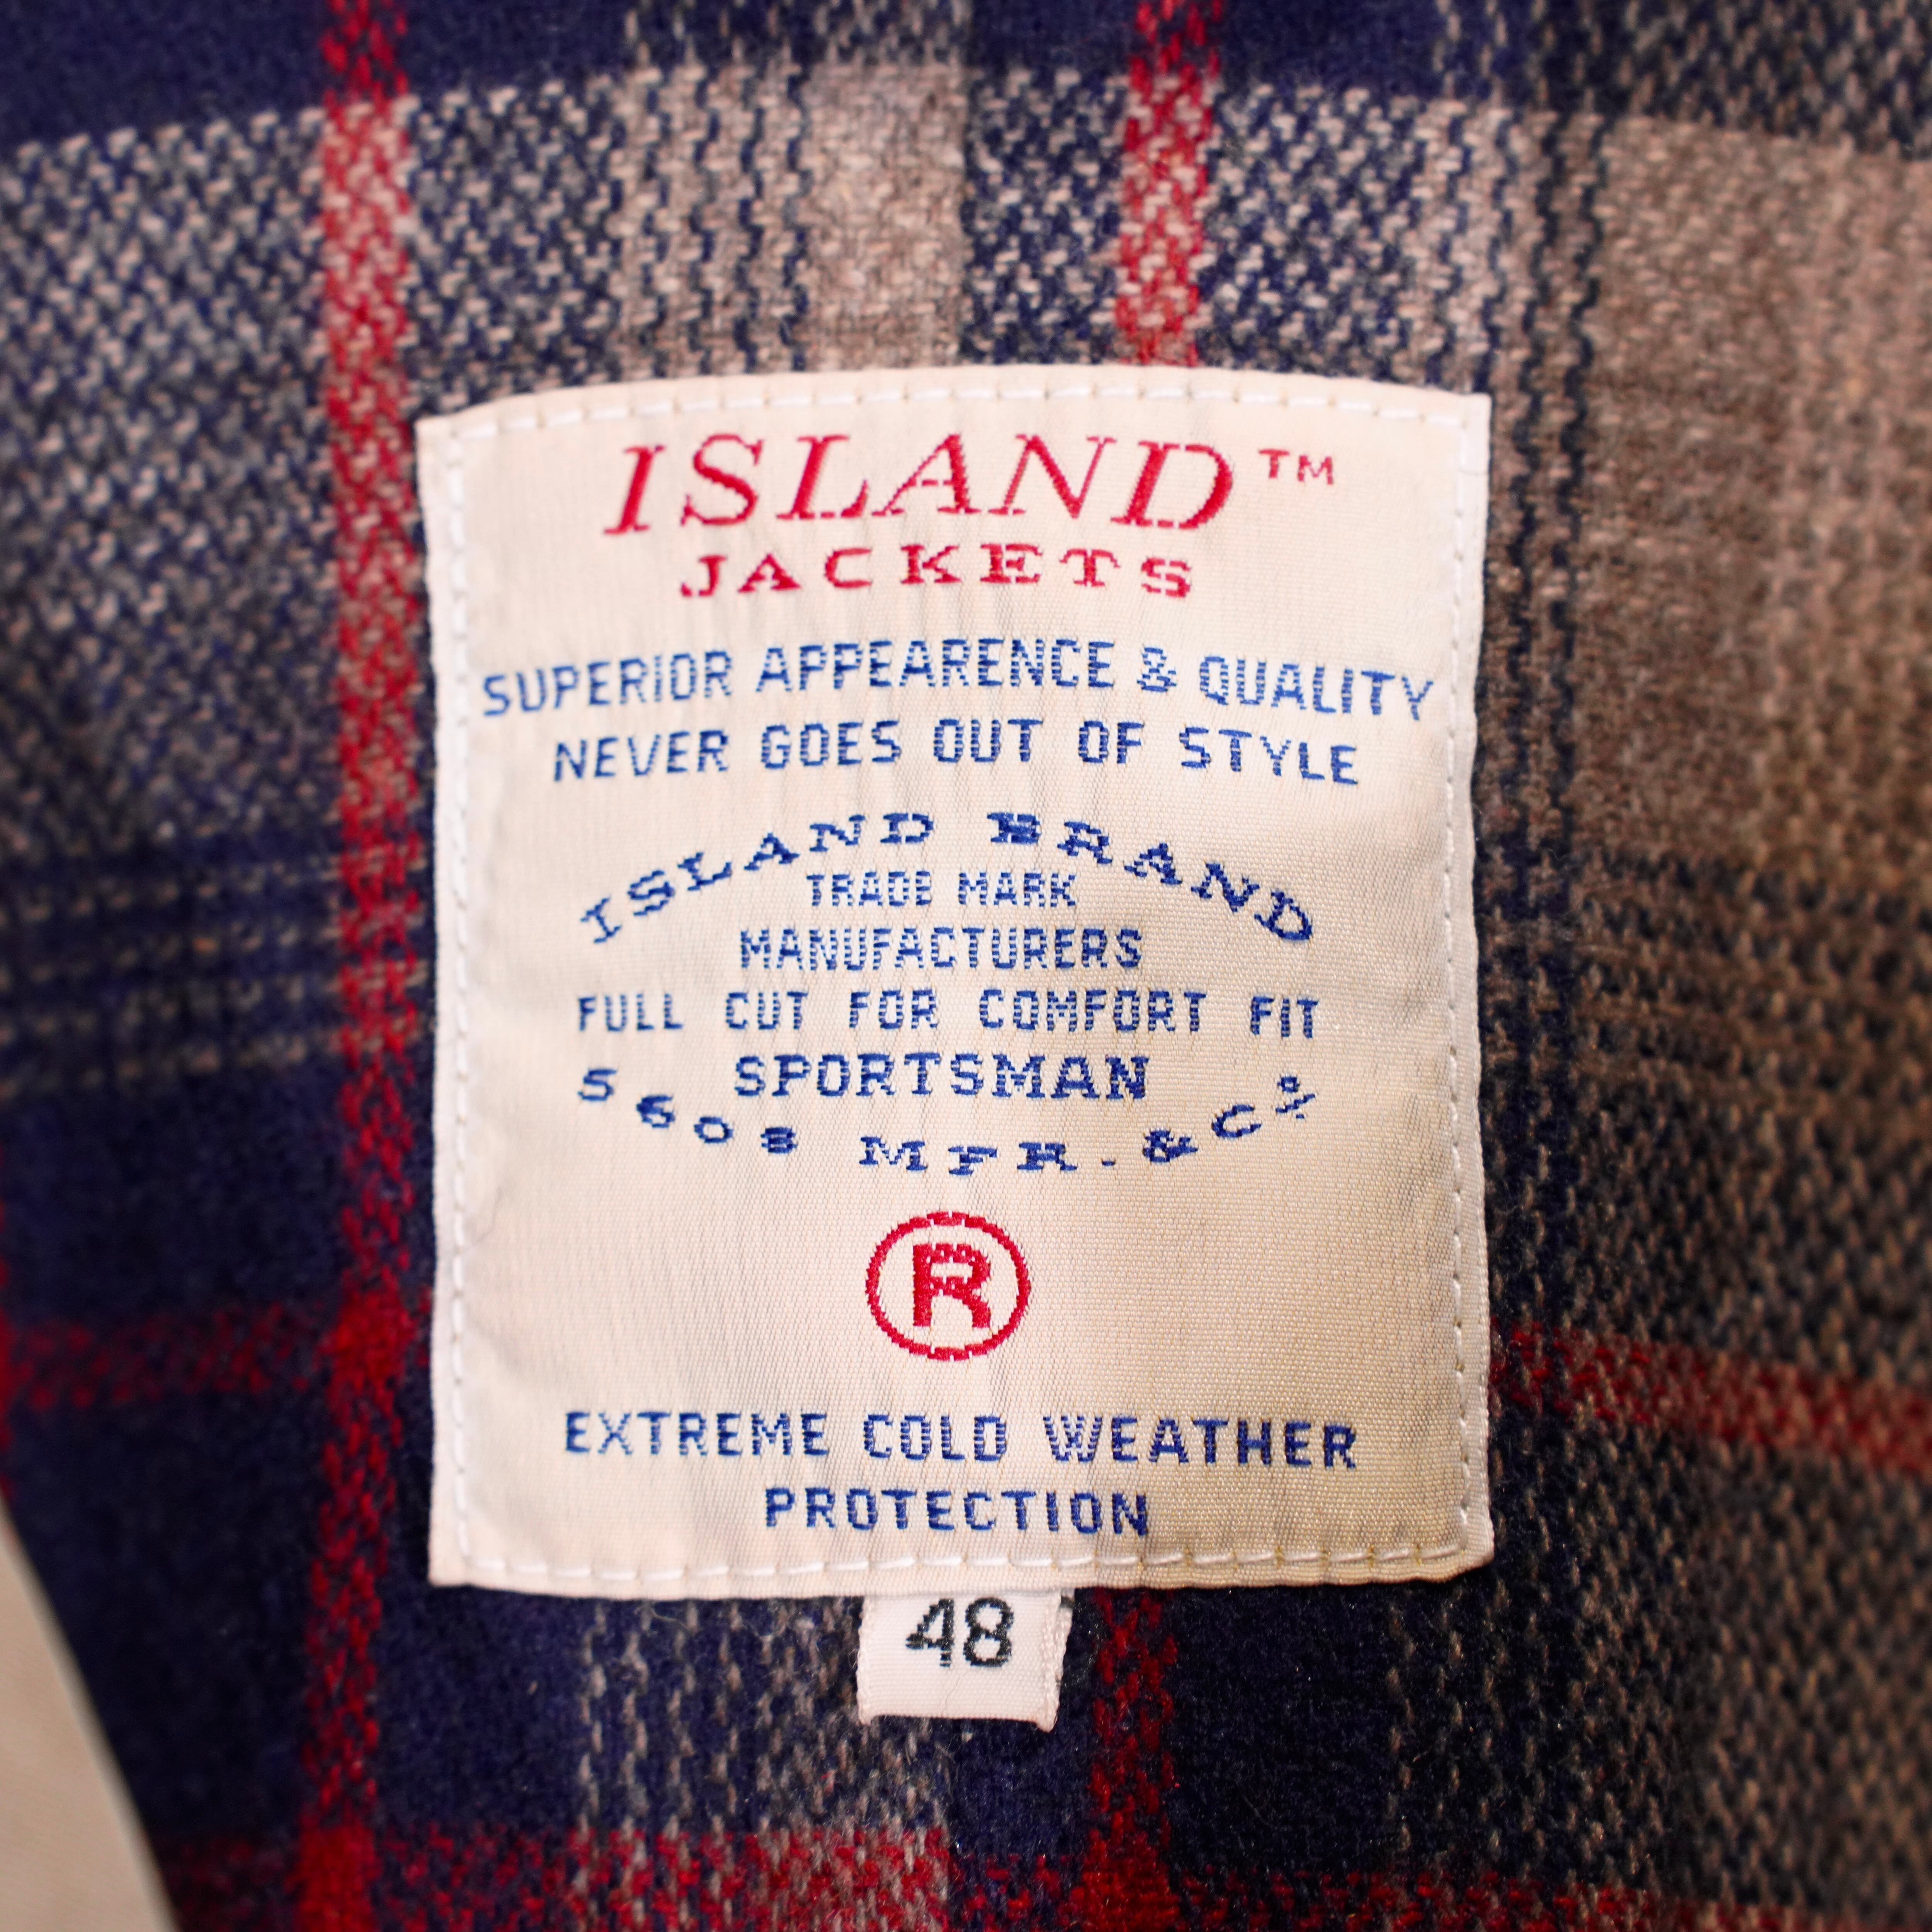 ISLAND™
JACKETS
SUPERIOR APPEARENCE & QUALITY
NEVER GOES OUT OF STYLE
ISLAND BRAND
TRADE MARK
MANUFACTURERS
FULL CUT FOR COMFORT FIT
SPORTSMAN
5608 MFR. & Cº
®
EXTREME COLD WEATHER
PROTECTION
48